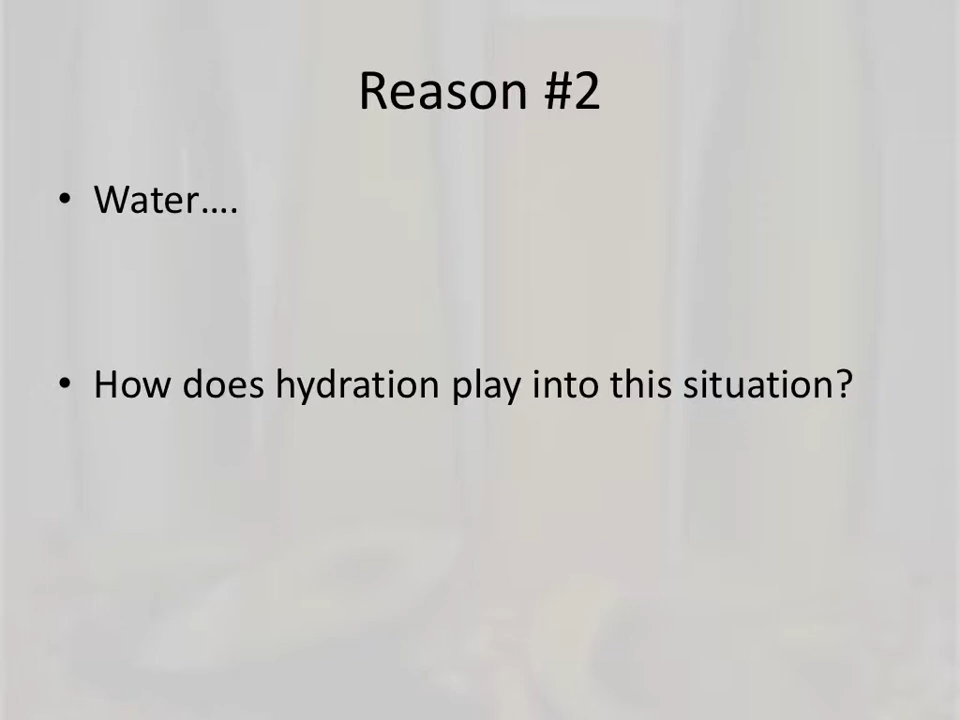 Reason #2
• Water....
• How does hydration play into this situation?